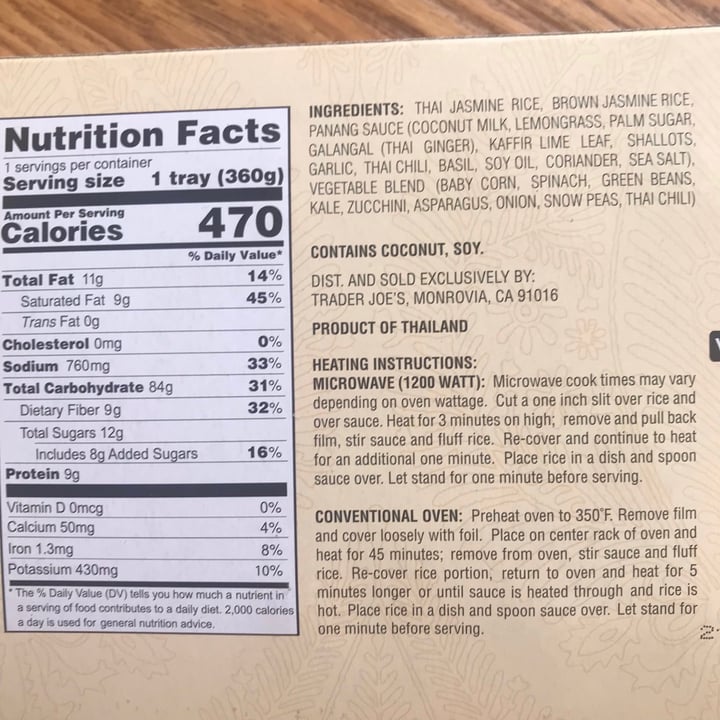 Nutrition Facts
1 servings per container
Serving size 1 tray (360g)
Amount Per Serving
Calories 470
% Daily Value*
Total Fat 11g 14%
Saturated Fat 9g 45%
Trans Fat 0g
Cholesterol 0mg 0%
Sodium 760mg 33%
Total Carbohydrate 84g 31%
Dietary Fiber 9g 32%
Total Sugars 12g
Includes 8g Added Sugars 16%
Protein 9g
Vitamin D 0mcg 0%
Calcium 50mg 4%
Iron 1.3mg 8%
Potassium 430mg 10%
* The % Daily Value (DV) tells you how much a nutrient in
a serving of food contributes to a daily diet. 2,000 calories
a day is used for general nutrition advice.
INGREDIENTS: THAI JASMINE RICE, BROWN JASMINE RICE,
PANANG SAUCE (COCONUT MILK, LEMONGRASS, PALM SUGAR,
GALANGAL (THAI GINGER), KAFFIR LIME LEAF, SHALLOTS,
GARLIC, THAI CHILI, BASIL, SOY OIL, CORIANDER, SEA SALT),
VEGETABLE BLEND (BABY CORN, SPINACH, GREEN BEANS,
KALE, ZUCCHINI, ASPARAGUS, ONION, SNOW PEAS, THAI CHILI)
CONTAINS COCONUT, SOY.
DIST. AND SOLD EXCLUSIVELY BY:
TRADER JOE'S, MONROVIA, CA 91016
PRODUCT OF THAILAND
HEATING INSTRUCTIONS:
MICROWAVE (1200 WATT): Microwave cook times may vary
depending on oven wattage. Cut a one inch slit over rice and
over sauce. Heat for 3 minutes on high; remove and pull back
film, stir sauce and fluff rice. Re-cover and continue to heat
for an additional one minute. Place rice in a dish and spoon
sauce over. Let stand for one minute before serving.
CONVENTIONAL OVEN: Preheat oven to 350°F. Remove film
and cover loosely with foil. Place on center rack of oven and
heat for 45 minutes; remove from oven, stir sauce and fluff
rice. Re-cover rice portion, return to oven and heat for 5
minutes longer or until sauce is heated through and rice is
hot. Place rice in a dish and spoon sauce over. Let stand for
one minute before serving.